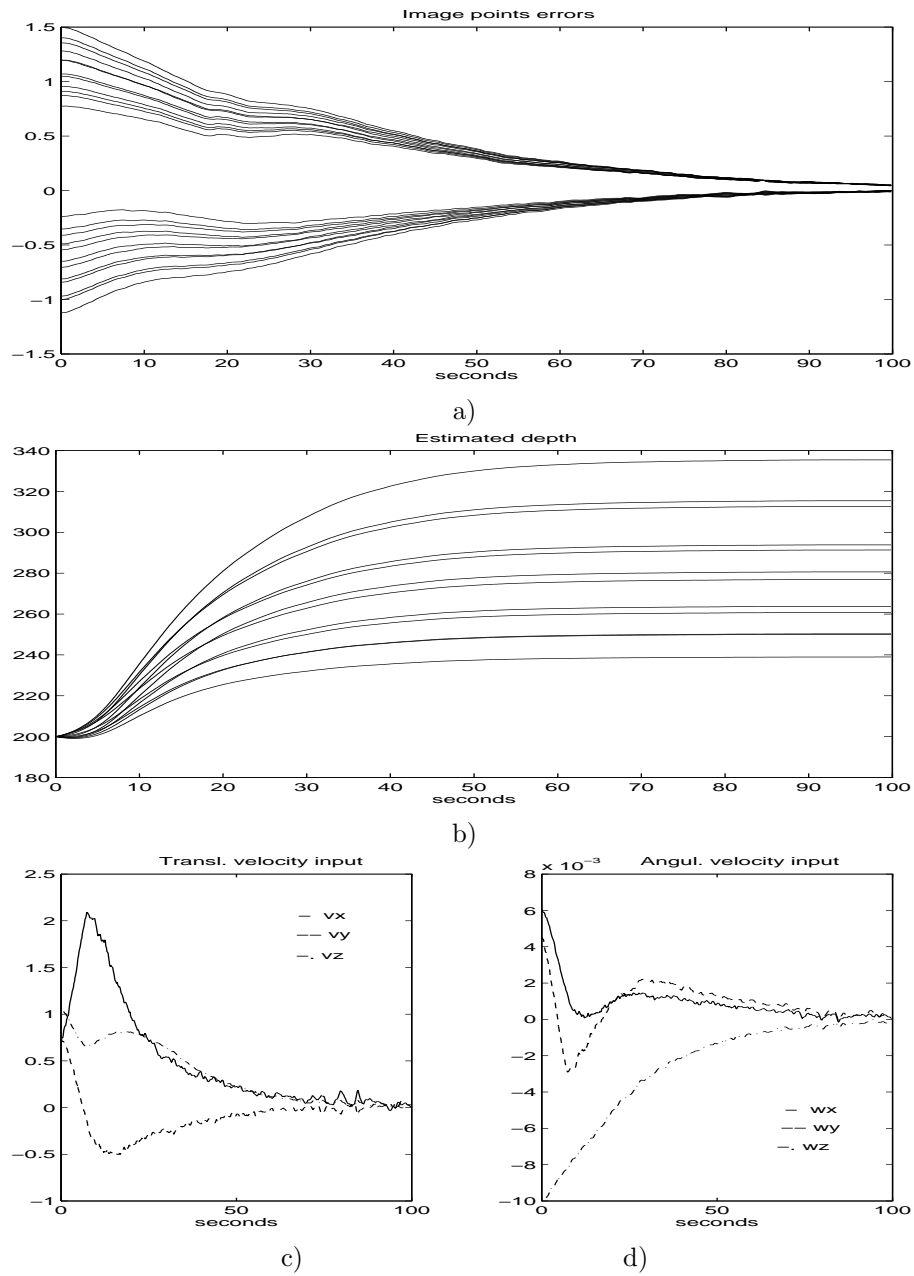 Image points errors
1.5
1
0.5
0
−0.5
−1
−1.5
0 10 20 30 40 50 60 70 80 90 100
seconds
a)
Estimated depth
340
320
300
280
260
240
220
200
180
0 10 20 30 40 50 60 70 80 90 100
seconds
b)
Transl. velocity input
2.5
2
1.5
1
0.5
0
−0.5
−1
− vx
−− vy
−. vz
0 50 100
seconds
c)
x 10−3
Angul. velocity input
8
6
4
2
0
−2
−4
−6
−8
−10
− wx
−− wy
−. wz
0 50 100
seconds
d)